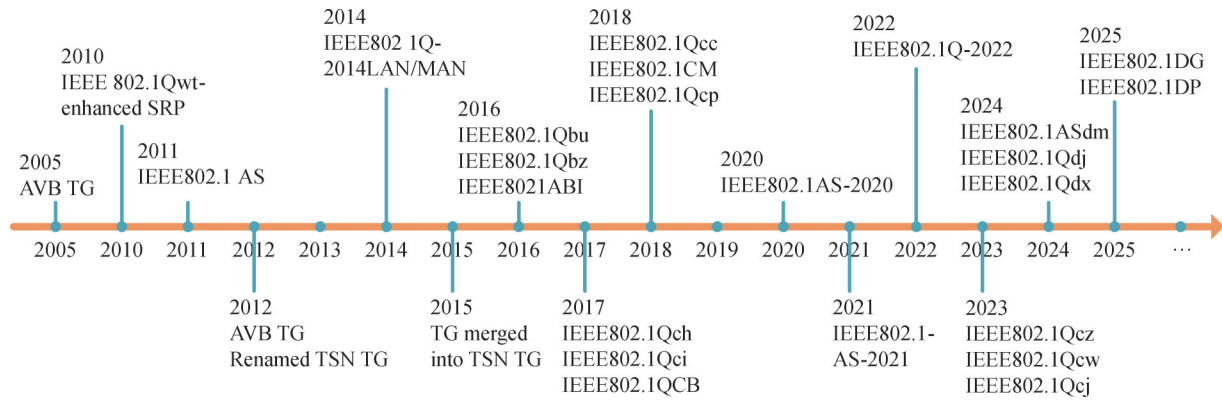 2005
AVB TG
2010
IEEE 802.1Qwt-
enhanced SRP
2011
IEEE802.1 AS
2014
IEEE802 1Q-
2014LAN/MAN
2016
IEEE802.1Qbu
IEEE802.1Qbz
IEEE8021ABI
2018
IEEE802.1Qcc
IEEE802.1CM
IEEE802.1Qcp
2020
IEEE802.1AS-2020
2022
IEEE802.1Q-2022
2024
IEEE802.1ASdm
IEEE802.1Qdj
IEEE802.1Qdx
2025
IEEE802.1DG
IEEE802.1DP
2005 2010 2011 2012 2013 2014 2015 2016 2017 2018 2019 2020 2021 2022 2023 2024 2025 ...
2012
AVB TG
Renamed TSN TG
2015
TG merged
into TSN TG
2017
IEEE802.1Qch
IEEE802.1Qci
IEEE802.1QCB
2021
IEEE802.1-
AS-2021
2023
IEEE802.1Qcz
IEEE802.1Qcw
IEEE802.1Qcj